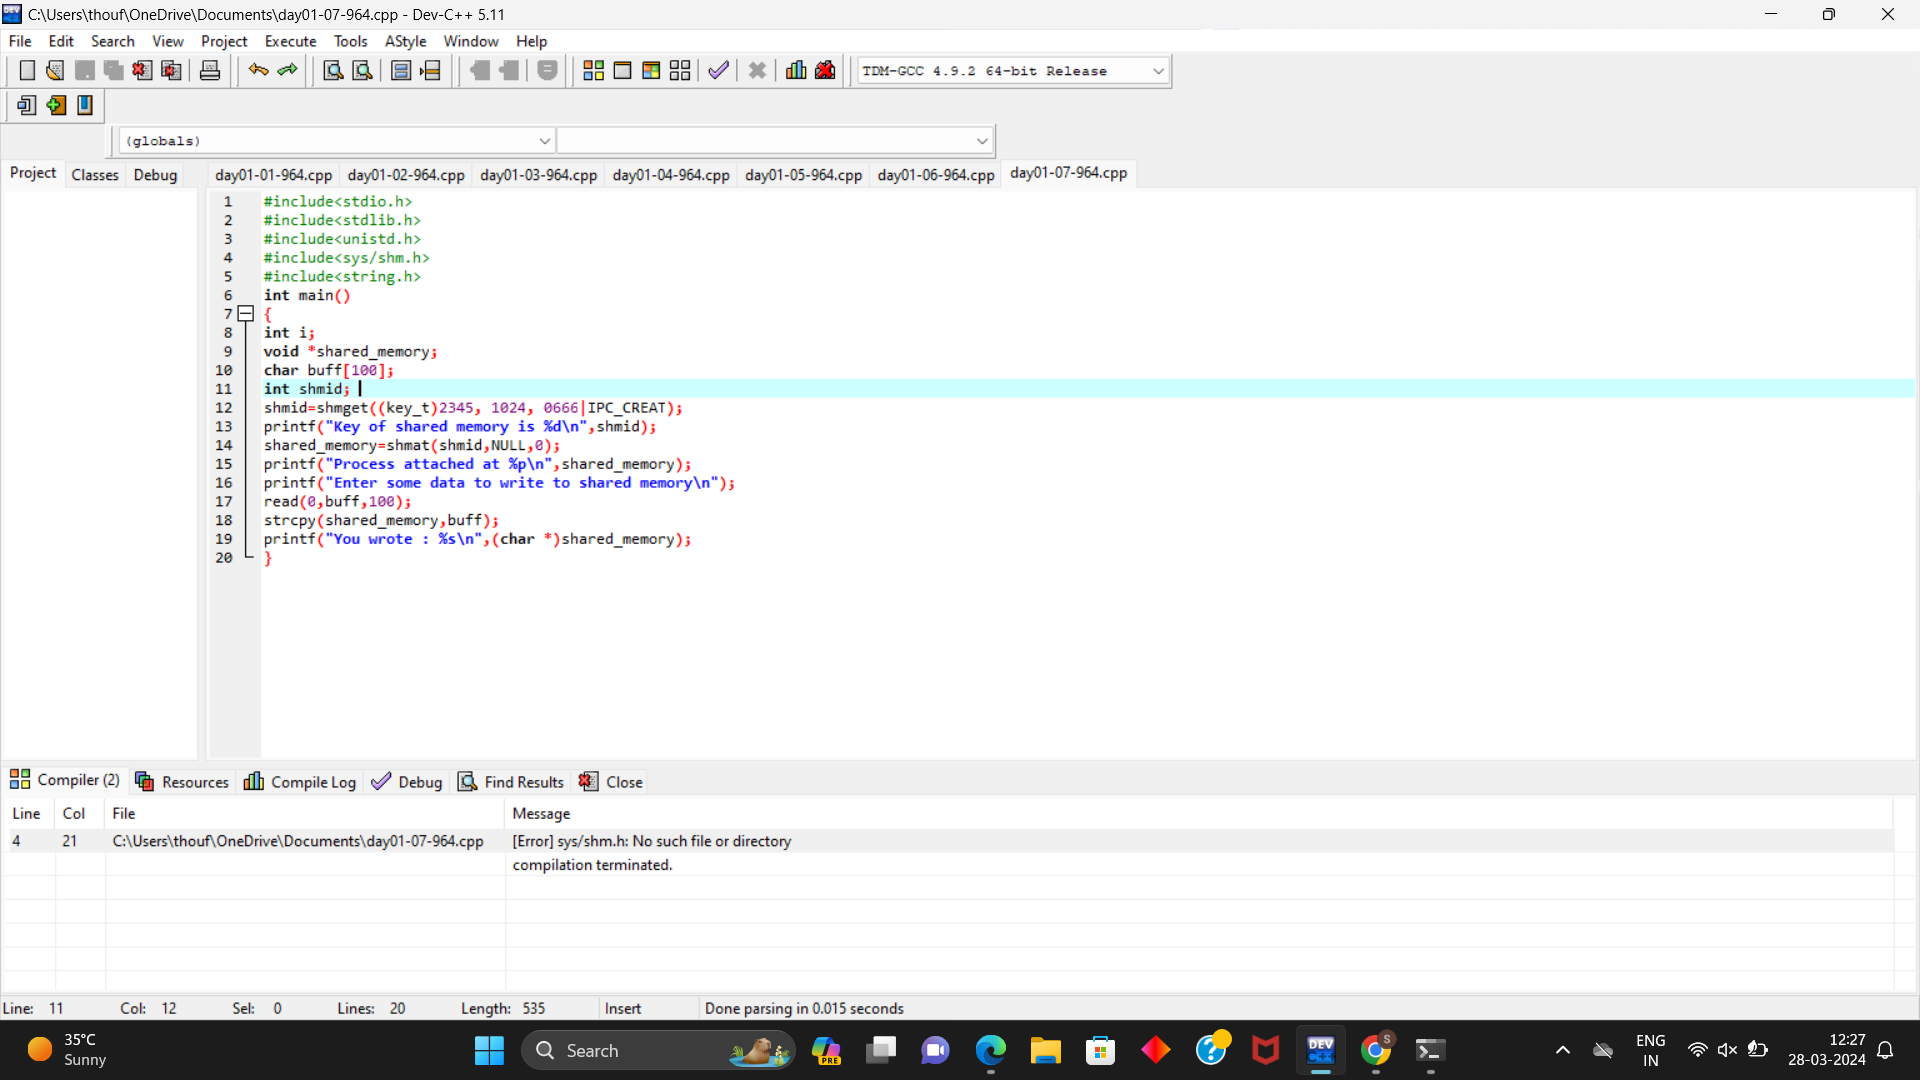 C:\Users\thouf\OneDrive\Documents\day01-07-964.cpp - Dev-C++ 5.11
File Edit Search View Project Execute Tools AStyle Window Help
TDM-GCC 4.9.2 64-bit Release
(globals)
Project Classes Debug day01-01-964.cpp day01-02-964.cpp day01-03-964.cpp day01-04-964.cpp day01-05-964.cpp day01-06-964.cpp day01-07-964.cpp
1 #include<stdio.h>
2 #include<stdlib.h>
3 #include<unistd.h>
4 #include<sys/shm.h>
5 #include<string.h>
6 int main()
7 {
8 int i;
9 void *shared_memory;
10 char buff[100];
11 int shmid;
12 shmid=shmget((key_t)2345, 1024, 0666|IPC_CREAT);
13 printf("Key of shared memory is %d\n",shmid);
14 shared_memory=shmat(shmid,NULL,0);
15 printf("Process attached at %p\n",shared_memory);
16 printf("Enter some data to write to shared memory\n");
17 read(0,buff,100);
18 strcpy(shared_memory,buff);
19 printf("You wrote : %s\n",(char *)shared_memory);
20 }
Compiler (2) Resources Compile Log Debug Find Results Close
Line Col File Message
4 21 C:\Users\thouf\OneDrive\Documents\day01-07-964.cpp [Error] sys/shm.h: No such file or directory
compilation terminated.
Line: 11 Col: 12 Sel: 0 Lines: 20 Length: 535 Insert Done parsing in 0.015 seconds
35°C
Sunny
Search
PRE
DEV
S
ENG
IN
12:27
28-03-2024